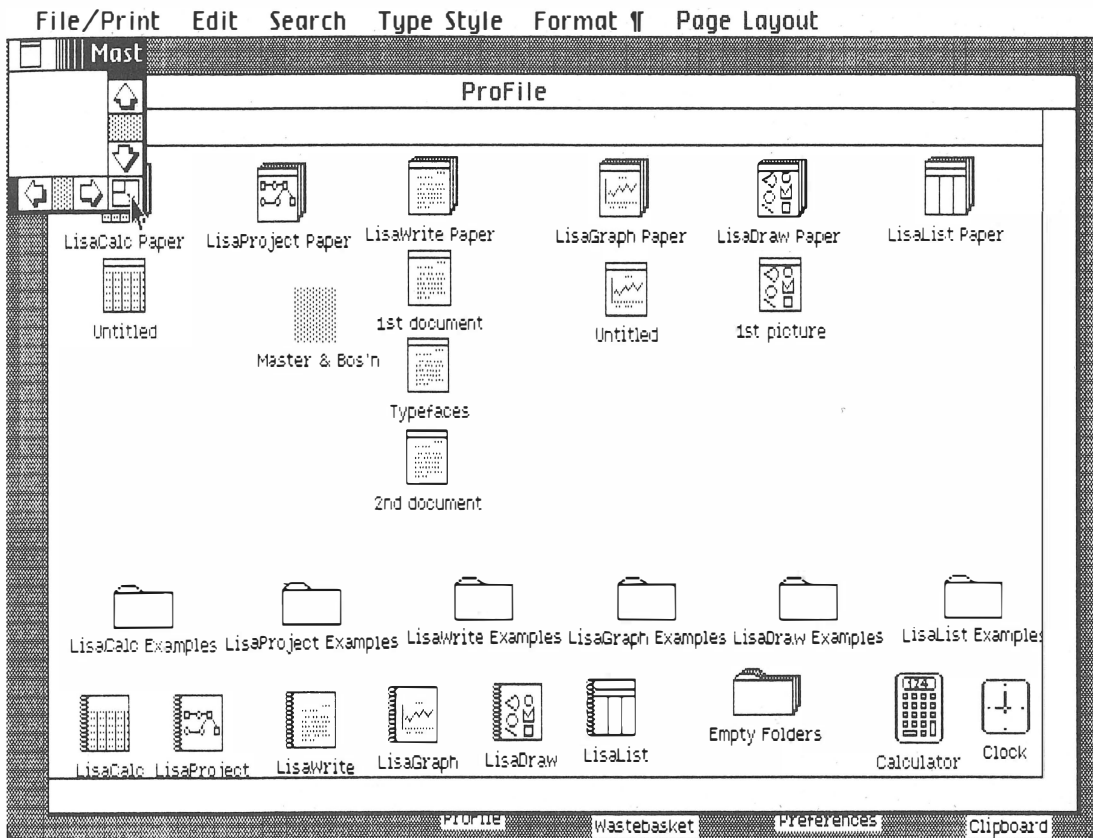 File/Print Edit Search Type Style Format ¶ Page Layout
Mast
ProFile
LisaCalc Paper LisaProject Paper LisaWrite Paper LisaGraph Paper LisaDraw Paper LisaList Paper
Untitled 1st document Untitled 1st picture
Master & Bos'n
Typefaces
2nd document
LisaCalc Examples LisaProject Examples LisaWrite Examples LisaGraph Examples LisaDraw Examples LisaList Examples
124
LisaCalc LisaProject LisaWrite LisaGraph LisaDraw LisaList Empty Folders Calculator Clock
ProFile Wastebasket Preferences Clipboard